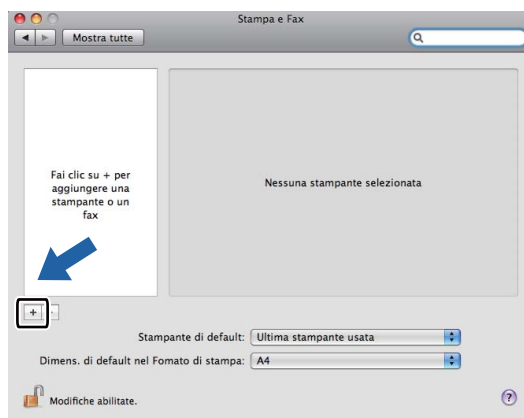 Stampa e Fax
Mostra tutte
Fai clic su + per
aggiungere una
stampante o un
fax
Nessuna stampante selezionata
+ -
Stampante di default: Ultima stampante usata
Dimens. di default nel Fomato di stampa: A4
Modifiche abilitate.
?